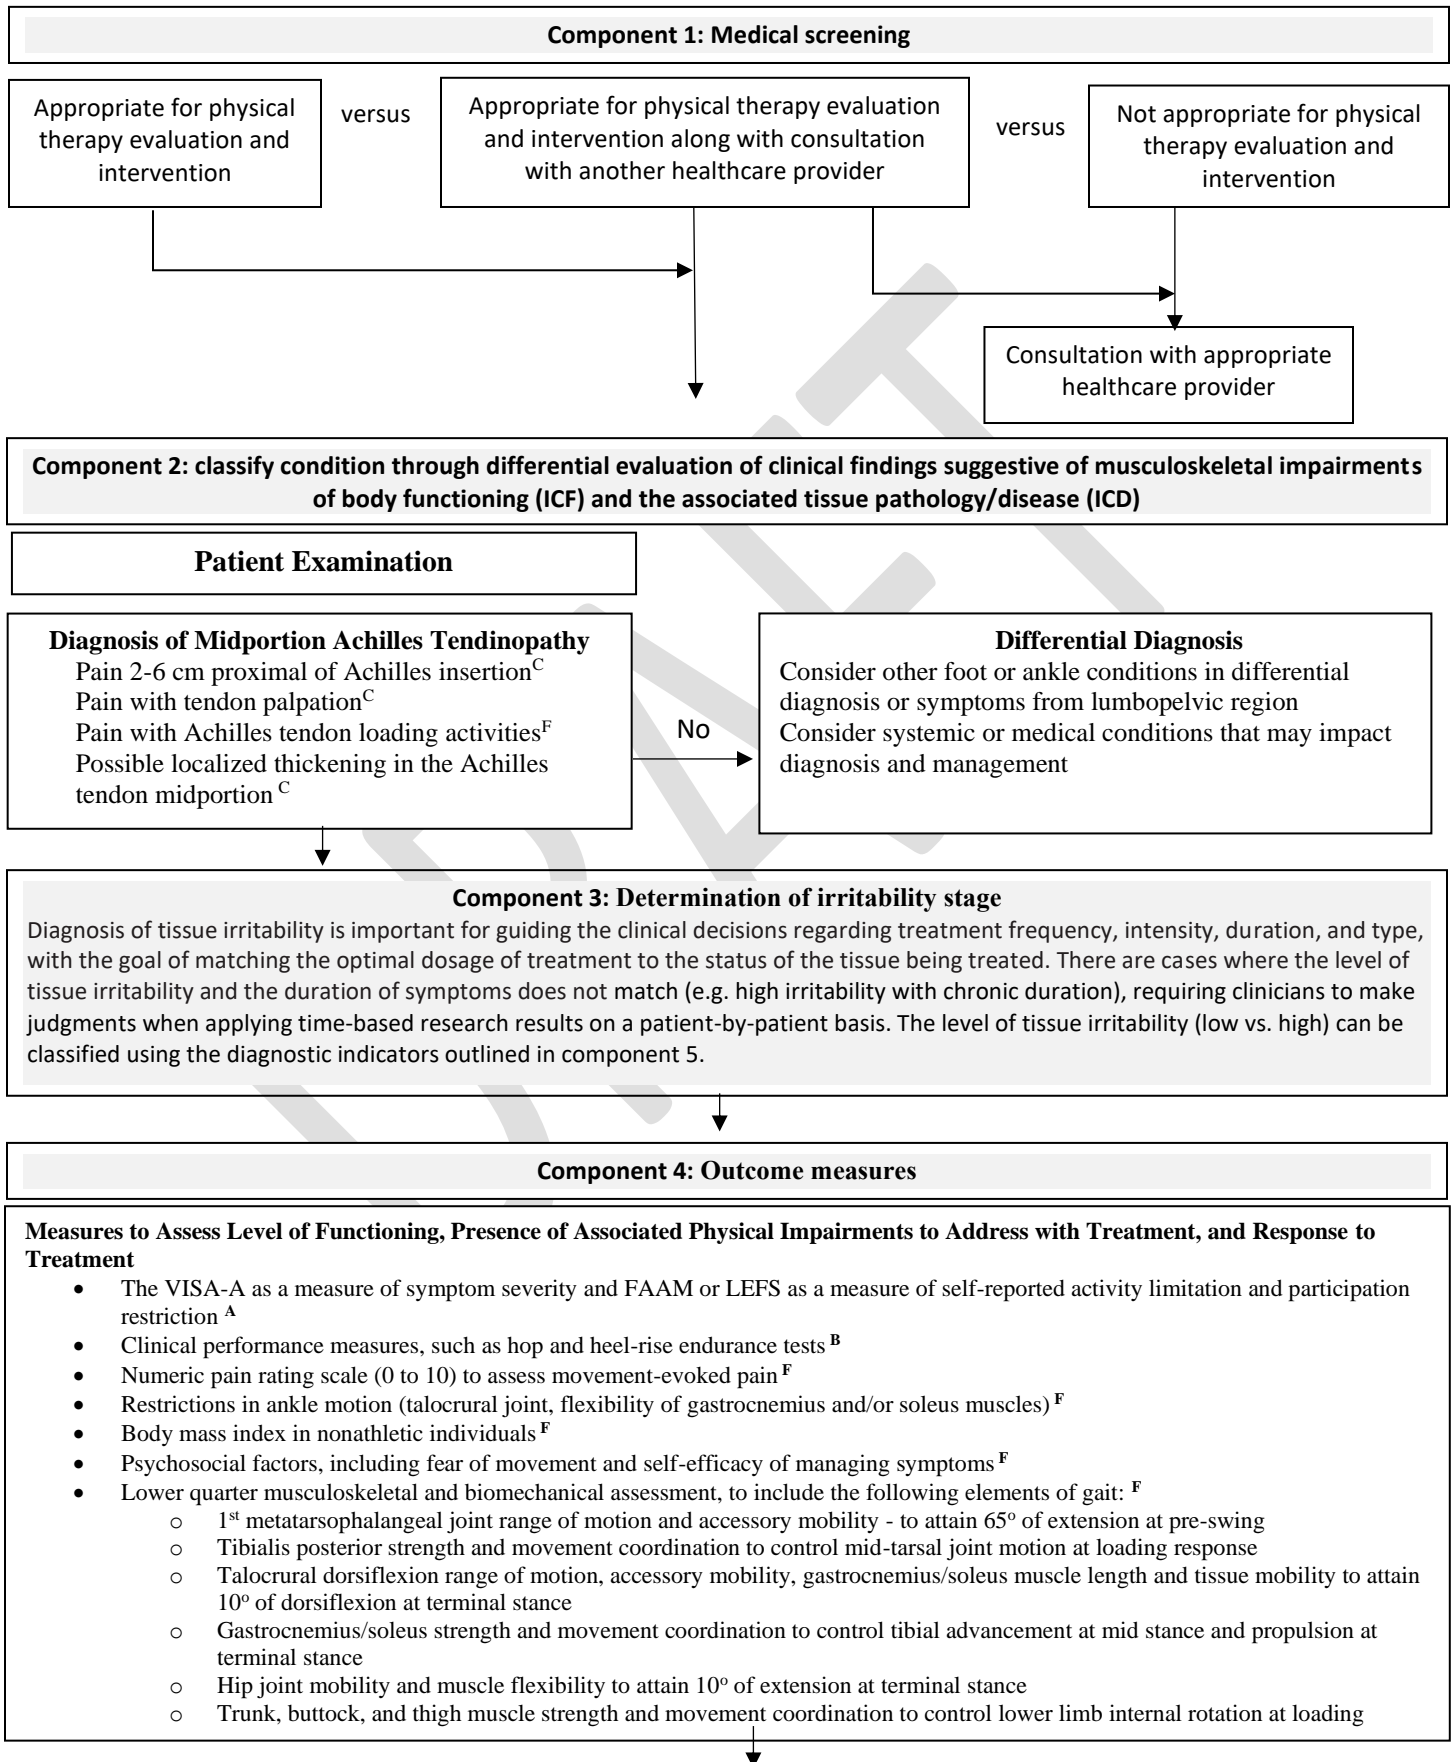 Component 1: Medical screening
Appropriate for physical
therapy evaluation and
intervention
versus
Appropriate for physical therapy evaluation
and intervention along with consultation
with another healthcare provider
versus
Not appropriate for physical
therapy evaluation and
intervention
Consultation with appropriate
healthcare provider
Component 2: classify condition through differential evaluation of clinical findings suggestive of musculoskeletal impairments
of body functioning (ICF) and the associated tissue pathology/disease (ICD)
Patient Examination
Diagnosis of Midportion Achilles Tendinopathy
Pain 2-6 cm proximal of Achilles insertion^C
Pain with tendon palpation^C
Pain with Achilles tendon loading activities^F
Possible localized thickening in the Achilles
tendon midportion ^C
No
Differential Diagnosis
Consider other foot or ankle conditions in differential
diagnosis or symptoms from lumbopelvic region
Consider systemic or medical conditions that may impact
diagnosis and management
Component 3: Determination of irritability stage
Diagnosis of tissue irritability is important for guiding the clinical decisions regarding treatment frequency, intensity, duration, and type,
with the goal of matching the optimal dosage of treatment to the status of the tissue being treated. There are cases where the level of
tissue irritability and the duration of symptoms does not match (e.g. high irritability with chronic duration), requiring clinicians to make
judgments when applying time-based research results on a patient-by-patient basis. The level of tissue irritability (low vs. high) can be
classified using the diagnostic indicators outlined in component 5.
Component 4: Outcome measures
Measures to Assess Level of Functioning, Presence of Associated Physical Impairments to Address with Treatment, and Response to
Treatment
• The VISA-A as a measure of symptom severity and FAAM or LEFS as a measure of self-reported activity limitation and participation
restriction ^A
• Clinical performance measures, such as hop and heel-rise endurance tests ^B
• Numeric pain rating scale (0 to 10) to assess movement-evoked pain ^F
• Restrictions in ankle motion (talocrural joint, flexibility of gastrocnemius and/or soleus muscles) ^F
• Body mass index in nonathletic individuals ^F
• Psychosocial factors, including fear of movement and self-efficacy of managing symptoms ^F
• Lower quarter musculoskeletal and biomechanical assessment, to include the following elements of gait: ^F
o 1st metatarsophalangeal joint range of motion and accessory mobility - to attain 65° of extension at pre-swing
o Tibialis posterior strength and movement coordination to control mid-tarsal joint motion at loading response
o Talocrural dorsiflexion range of motion, accessory mobility, gastrocnemius/soleus muscle length and tissue mobility to attain
10° of dorsiflexion at terminal stance
o Gastrocnemius/soleus strength and movement coordination to control tibial advancement at mid stance and propulsion at
terminal stance
o Hip joint mobility and muscle flexibility to attain 10° of extension at terminal stance
o Trunk, buttock, and thigh muscle strength and movement coordination to control lower limb internal rotation at loading
DRAFT